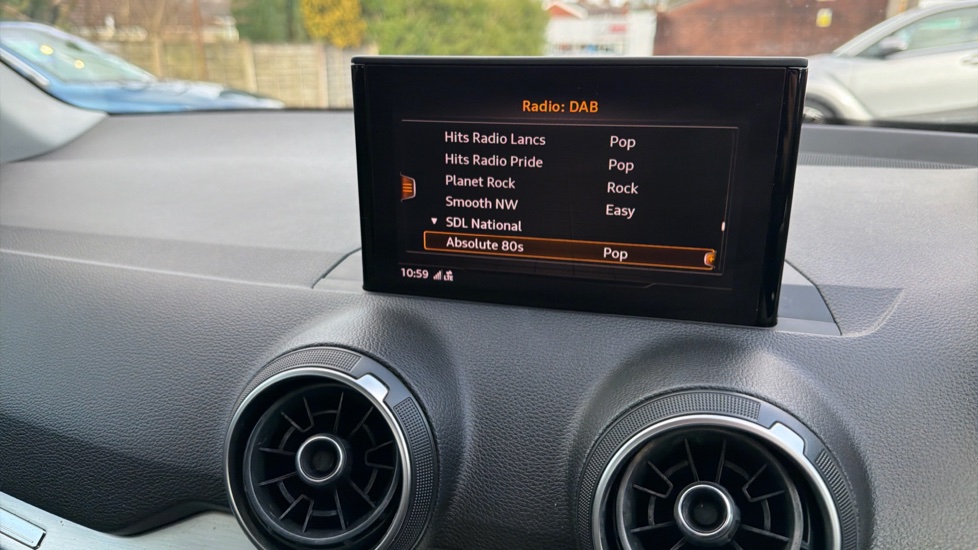 Radio: DAB
Hits Radio Lancs Pop
Hits Radio Pride Pop
Planet Rock Rock
Smooth NW Easy
SDL National
Absolute 80s Pop
10:59 LTE